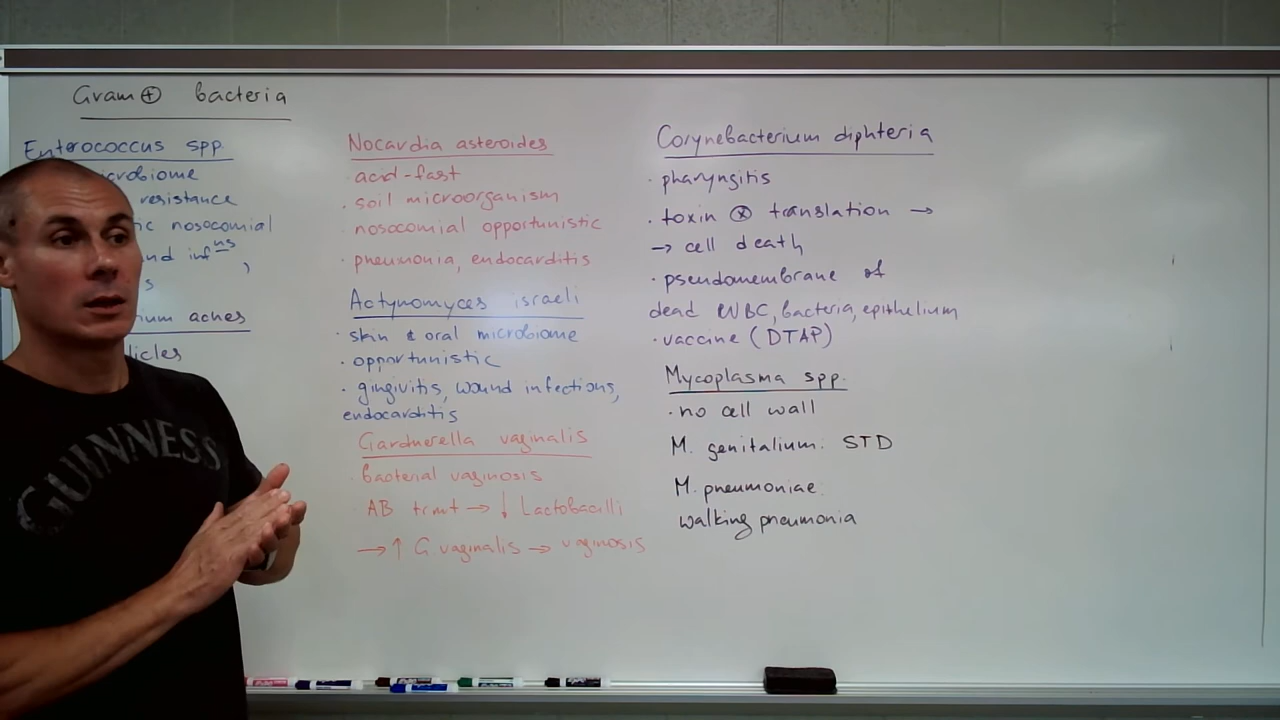 Gram ⊕ bacteria
Enterococcus spp.
microbiome
resistance
nosocomial
inf<sup>ns</sup>,
s
acnes
Nocardia asteroides
· acid-fast
· soil microorganism
· nosocomial opportunistic
· pneumonia, endocarditis
Actynomyces israeli
· skin & oral microbiome
· opportunistic
· gingivitis, wound infections,
endocarditis
Gardnerella vaginalis
· bacterial vaginosis
AB trmt → ↓ Lactobacilli
→ ↑ G. vaginalis → vaginosis
Corynebacterium diphteria
· pharyngitis
· toxin ⊗ translation →
→ cell death
· pseudomembrane of
dead WBC, bacteria, epithelium
· vaccine (DTAP)
Mycoplasma spp.
· no cell wall
M. genitalium: STD
M. pneumoniae:
walking pneumonia
GUINNESS